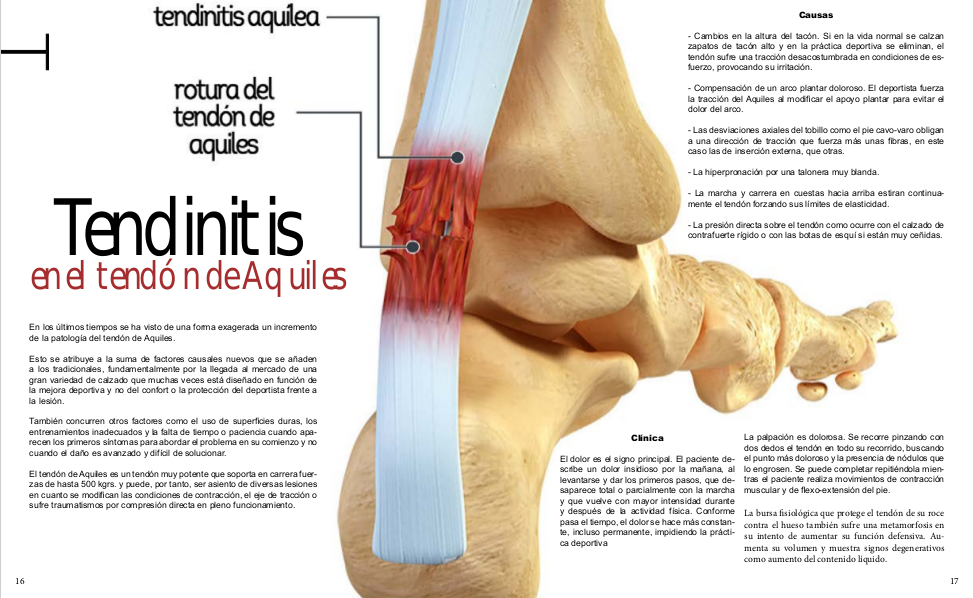 tendinitis aquílea
rotura del
tendón de
aquiles
Tendinitis
en el tendón de Aquiles
En los últimos tiempos se ha visto de una forma exagerada un incremento
de la patología del tendón de Aquiles.
Esto se atribuye a la suma de factores causales nuevos que se añaden
a los tradicionales, fundamentalmente por la llegada al mercado de una
gran variedad de calzado que muchas veces está diseñado en función de
la mejora deportiva y no del confort o la protección del deportista frente a
la lesión.
También concurren otros factores como el uso de superficies duras, los
entrenamientos inadecuados y la falta de tiempo o paciencia cuando apa-
recen los primeros síntomas para abordar el problema en su comienzo y no
cuando el daño es avanzado y difícil de solucionar.
El tendón de Aquiles es un tendón muy potente que soporta en carrera fuer-
zas de hasta 500 kgrs. y puede, por tanto, ser asiento de diversas lesiones
en cuanto se modifican las condiciones de contracción, el eje de tracción o
sufre traumatismos por compresión directa en pleno funcionamiento.
16
Causas
- Cambios en la altura del tacón. Si en la vida normal se calzan
zapatos de tacón alto y en la práctica deportiva se eliminan, el
tendón sufre una tracción desacostumbrada en condiciones de es-
fuerzo, provocando su irritación.
- Compensación de un arco plantar doloroso. El deportista fuerza
la tracción del Aquiles al modificar el apoyo plantar para evitar el
dolor del arco.
- Las desviaciones axiales del tobillo como el pie cavo-varo obligan
a una dirección de tracción que fuerza más unas fibras, en este
caso las de inserción externa, que otras.
- La hiperpronación por una talonera muy blanda.
- La marcha y carrera en cuestas hacia arriba estiran continua-
mente el tendón forzando sus límites de elasticidad.
- La presión directa sobre el tendón como ocurre con el calzado de
contrafuerte rígido o con las botas de esquí si están muy ceñidas.
Clínica
El dolor es el signo principal. El paciente de-
scribe un dolor insidioso por la mañana, al
levantarse y dar los primeros pasos, que de-
saparece total o parcialmente con la marcha
y que vuelve con mayor intensidad durante
y después de la actividad física. Conforme
pasa el tiempo, el dolor se hace más constan-
te, incluso permanente, impidiendo la prácti-
ca deportiva
La palpación es dolorosa. Se recorre pinzando con
dos dedos el tendón en todo su recorrido, buscando
el punto más doloroso y la presencia de nódulos que
lo engrosen. Se puede completar repitiéndola mien-
tras el paciente realiza movimientos de contracción
muscular y de flexo-extensión del pie.
La bursa fisiológica que protege el tendón de su roce
contra el hueso también sufre una metamorfosis en
su intento de aumentar su función defensiva. Au-
menta su volumen y muestra signos degenerativos
como aumento del contenido líquido.
17